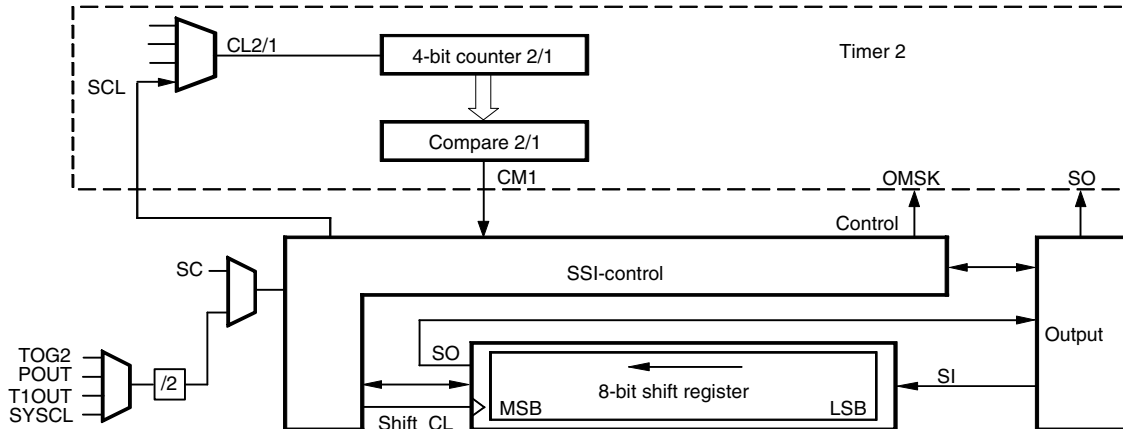 CL2/1
4-bit counter 2/1
Timer 2
SCL
Compare 2/1
CM1
OMSK
SO
Control
SC
SSI-control
TOG2
POUT
T1OUT
SYSCL
/2
SO
Output
8-bit shift register
SI
MSB
LSB
Shift_CL